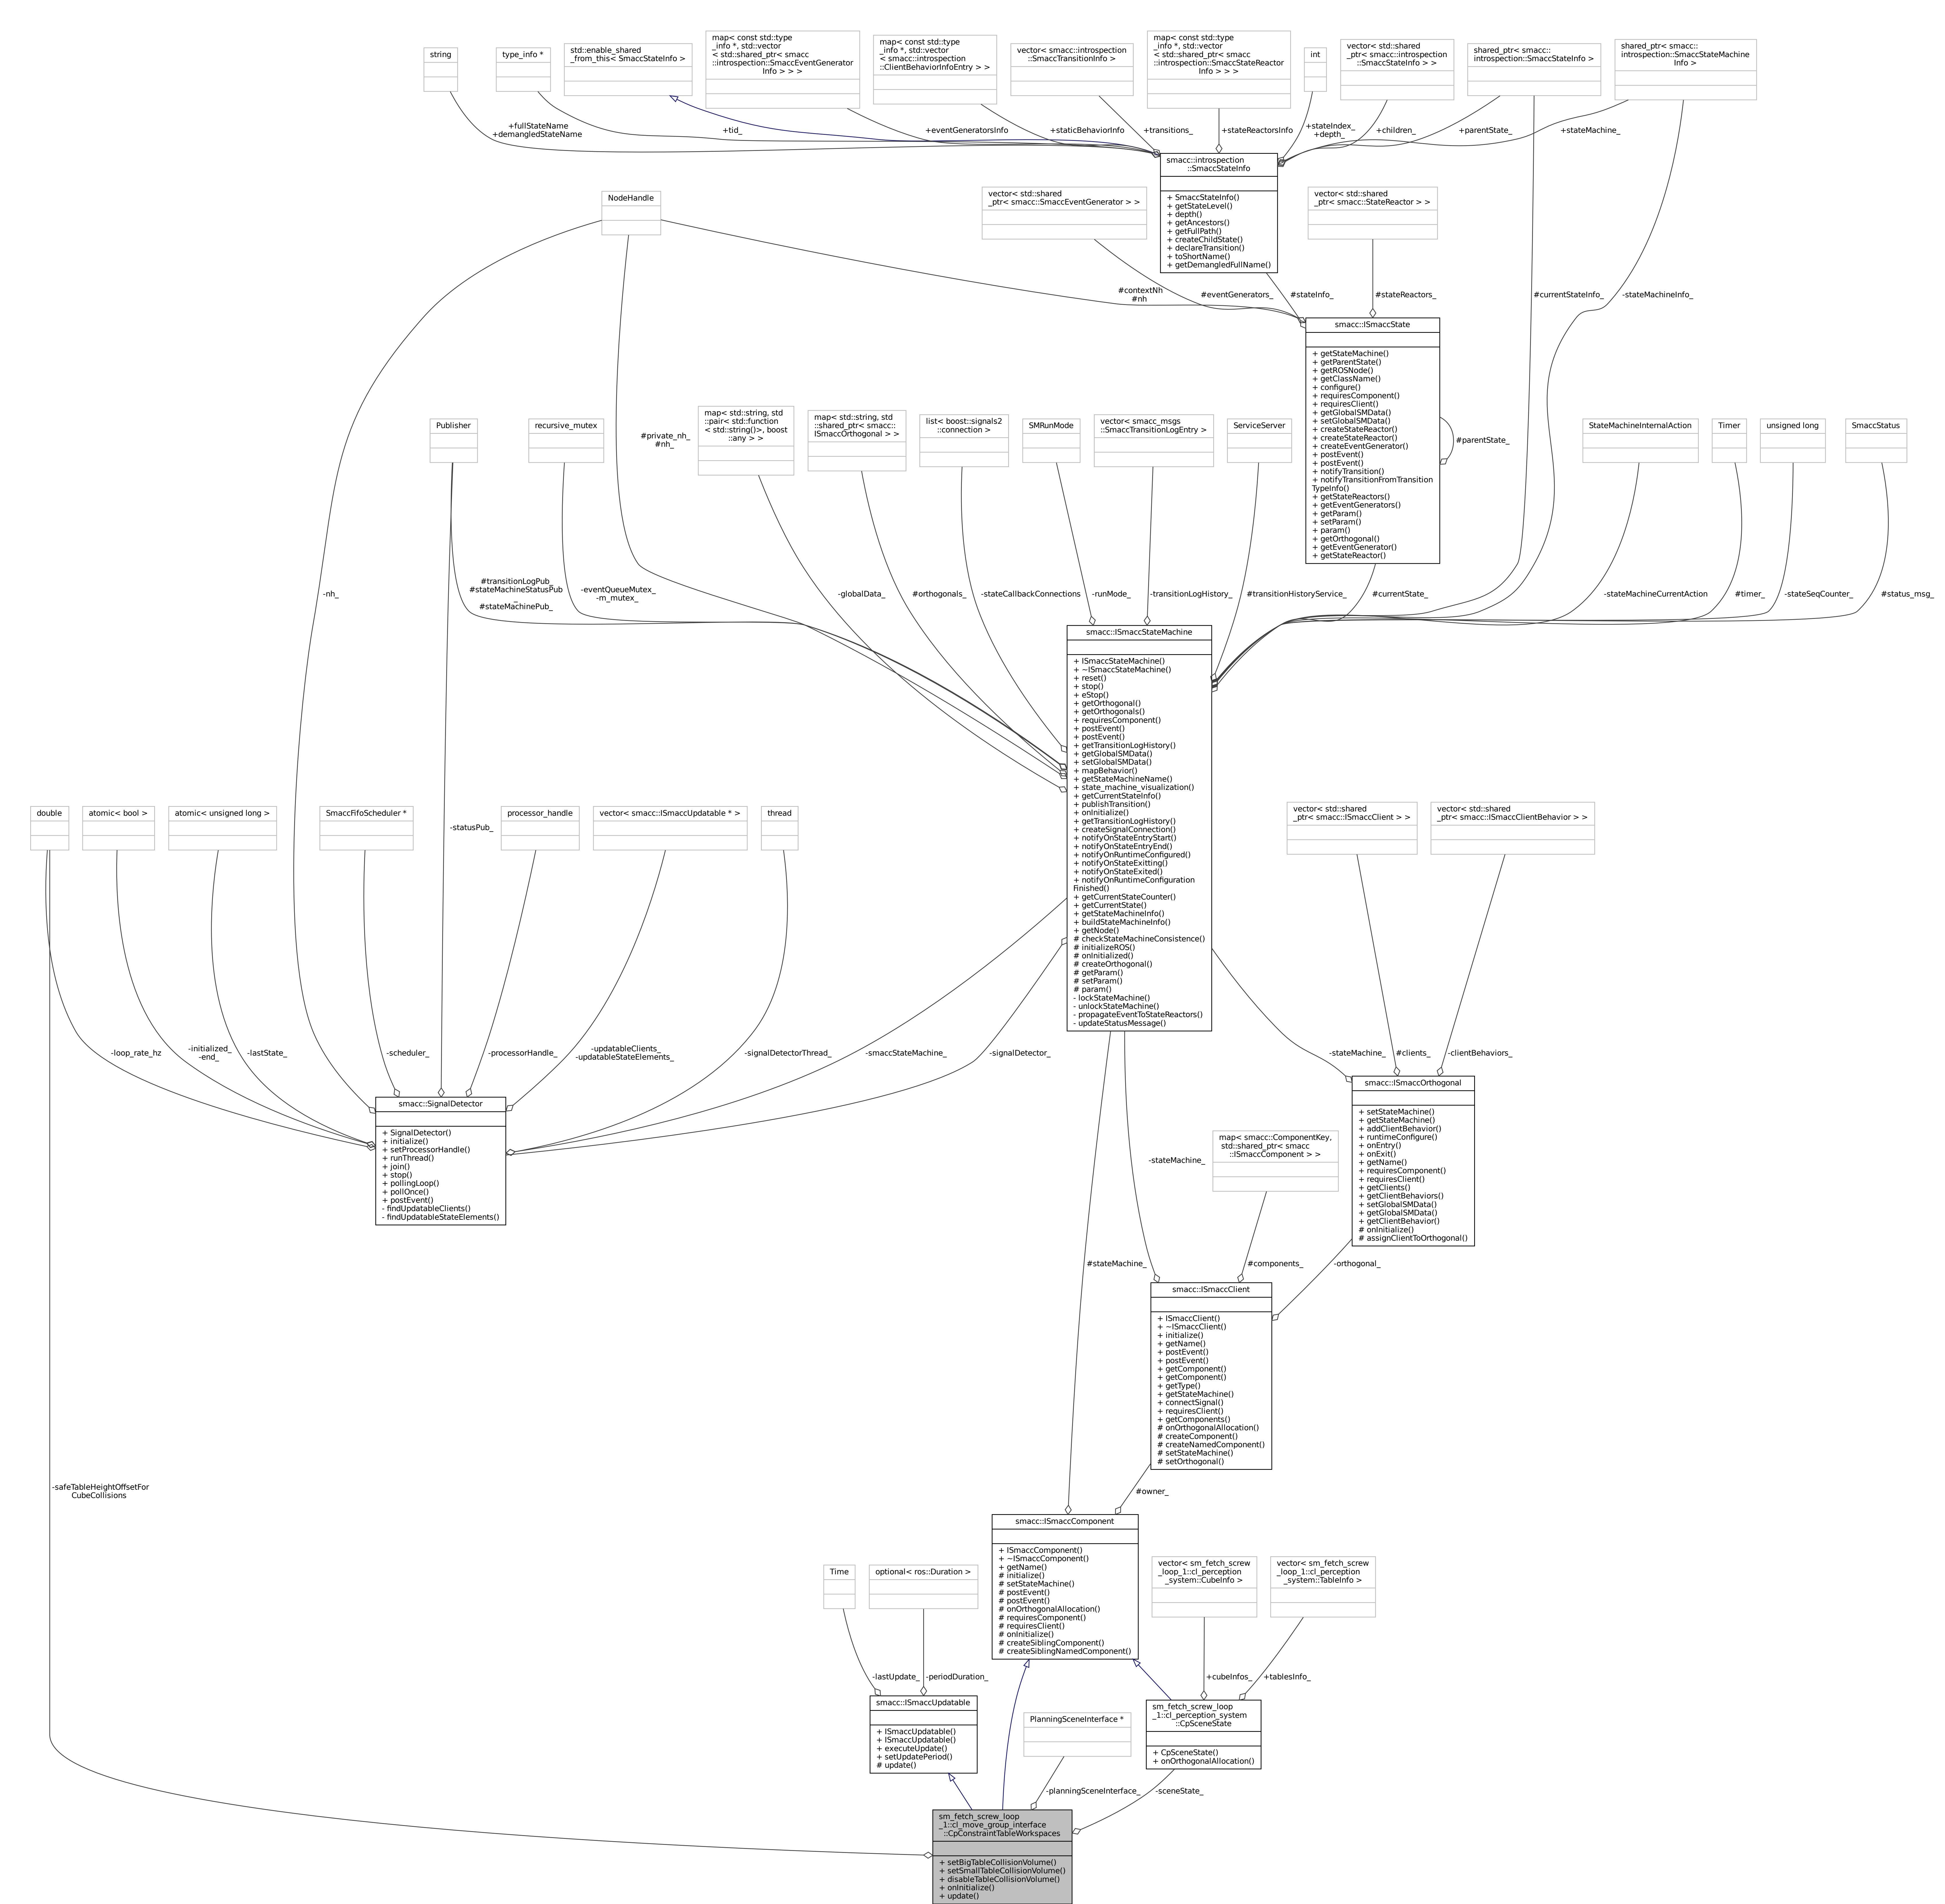 string
type_info *
std::enable_shared
_from_this< SmaccStateInfo >
map< const std::type
_info *, std::vector
< std::shared_ptr< smacc
::introspection::SmaccEventGenerator
Info > > >
map< const std::type
_info *, std::vector
< smacc::introspection
::ClientBehaviorInfoEntry > >
vector< smacc::introspection
::SmaccTransitionInfo >
map< const std::type
_info *, std::vector
< std::shared_ptr< smacc
::introspection::SmaccStateReactor
Info > > >
int
vector< std::shared
_ptr< smacc::introspection
::SmaccStateInfo > >
shared_ptr< smacc::
introspection::SmaccStateInfo >
shared_ptr< smacc::
introspection::SmaccStateMachine
Info >
+fullStateName
+demangledStateName
+tid_
+eventGeneratorsInfo
+staticBehaviorInfo
+transitions_
+stateReactorsInfo
+stateIndex_
+depth_
+children_
+parentState_
+stateMachine_
smacc::introspection
::SmaccStateInfo
+ SmaccStateInfo()
+ getStateLevel()
+ depth()
+ getAncestors()
+ getFullPath()
+ createChildState()
+ declareTransition()
+ toShortName()
+ getDemangledFullName()
NodeHandle
vector< std::shared
_ptr< smacc::SmaccEventGenerator > >
vector< std::shared
_ptr< smacc::StateReactor > >
#contextNh
#nh
#eventGenerators_
#stateInfo_
#stateReactors_
#currentStateInfo_
-stateMachineInfo_
smacc::ISmaccState
+ getStateMachine()
+ getParentState()
+ getROSNode()
+ getClassName()
+ configure()
+ requiresComponent()
+ requiresClient()
+ getGlobalSMData()
+ setGlobalSMData()
+ createStateReactor()
+ createStateReactor()
+ createEventGenerator()
+ postEvent()
+ postEvent()
+ notifyTransition()
+ notifyTransitionFromTransition
TypeInfo()
+ getStateReactors()
+ getEventGenerators()
+ getParam()
+ setParam()
+ param()
+ getOrthogonal()
+ getEventGenerator()
+ getStateReactor()
#parentState_
Publisher
recursive_mutex
#private_nh_
#nh_
map< std::string, std
::pair< std::function
< std::string()>, boost
::any > >
map< std::string, std
::shared_ptr< smacc::
ISmaccOrthogonal > >
list< boost::signals2
::connection >
SMRunMode
vector< smacc_msgs
::SmaccTransitionLogEntry >
ServiceServer
StateMachineInternalAction
Timer
unsigned long
SmaccStatus
-nh_
#transitionLogPub_
#stateMachineStatusPub
_
#stateMachinePub_
-eventQueueMutex_
-m_mutex_
-globalData_
#orthogonals_
-stateCallbackConnections
-runMode_
-transitionLogHistory_
#transitionHistoryService_
#currentState_
-stateMachineCurrentAction
#timer_
-stateSeqCounter_
#status_msg_
smacc::ISmaccStateMachine
+ ISmaccStateMachine()
+ ~ISmaccStateMachine()
+ reset()
+ stop()
+ eStop()
+ getOrthogonal()
+ getOrthogonals()
+ requiresComponent()
+ postEvent()
+ postEvent()
+ getTransitionLogHistory()
+ getGlobalSMData()
+ setGlobalSMData()
+ mapBehavior()
+ getStateMachineName()
+ state_machine_visualization()
+ getCurrentStateInfo()
+ publishTransition()
+ onInitialize()
+ getTransitionLogHistory()
+ createSignalConnection()
+ notifyOnStateEntryStart()
+ notifyOnStateEntryEnd()
+ notifyOnRuntimeConfigured()
+ notifyOnStateExitting()
+ notifyOnStateExited()
+ notifyOnRuntimeConfiguration
Finished()
+ getCurrentStateCounter()
+ getCurrentState()
+ getStateMachineInfo()
+ buildStateMachineInfo()
+ getNode()
# checkStateMachineConsistence()
# initializeROS()
# onInitialized()
# createOrthogonal()
# getParam()
# setParam()
# param()
- lockStateMachine()
- unlockStateMachine()
- propagateEventToStateReactors()
- updateStatusMessage()
double
atomic< bool >
atomic< unsigned long >
SmaccFifoScheduler *
-statusPub_
processor_handle
vector< smacc::ISmaccUpdatable * >
thread
vector< std::shared
_ptr< smacc::ISmaccClient > >
vector< std::shared
_ptr< smacc::ISmaccClientBehavior > >
-loop_rate_hz
-initialized_
-end_
-lastState_
-scheduler_
-processorHandle_
-updatableClients_
-updatableStateElements_
-signalDetectorThread_
-smaccStateMachine_
-signalDetector_
-stateMachine_
#clients_
-clientBehaviors_
smacc::SignalDetector
+ SignalDetector()
+ initialize()
+ setProcessorHandle()
+ runThread()
+ join()
+ stop()
+ pollingLoop()
+ pollOnce()
+ postEvent()
- findUpdatableClients()
- findUpdatableStateElements()
smacc::ISmaccOrthogonal
+ setStateMachine()
+ getStateMachine()
+ addClientBehavior()
+ runtimeConfigure()
+ onEntry()
+ onExit()
+ getName()
+ requiresComponent()
+ requiresClient()
+ getClients()
+ getClientBehaviors()
+ setGlobalSMData()
+ getGlobalSMData()
+ getClientBehavior()
# onInitialize()
# assignClientToOrthogonal()
-stateMachine_
map< smacc::ComponentKey,
std::shared_ptr< smacc
::ISmaccComponent > >
#stateMachine_
#components_
-orthogonal_
smacc::ISmaccClient
+ ISmaccClient()
+ ~ISmaccClient()
+ initialize()
+ getName()
+ postEvent()
+ postEvent()
+ getComponent()
+ getComponent()
+ getType()
+ getStateMachine()
+ connectSignal()
+ requiresClient()
+ getComponents()
# onOrthogonalAllocation()
# createComponent()
# createNamedComponent()
# setStateMachine()
# setOrthogonal()
-safeTableHeightOffsetFor
CubeCollisions
#owner_
smacc::ISmaccComponent
+ ISmaccComponent()
+ ~ISmaccComponent()
+ getName()
# initialize()
# setStateMachine()
# postEvent()
# postEvent()
# onOrthogonalAllocation()
# requiresComponent()
# requiresClient()
# onInitialize()
# createSiblingComponent()
# createSiblingNamedComponent()
Time
optional< ros::Duration >
vector< sm_fetch_screw
_loop_1::cl_perception
_system::CubeInfo >
vector< sm_fetch_screw
_loop_1::cl_perception
_system::TableInfo >
-lastUpdate_
-periodDuration_
+cubeInfos_
+tablesInfo_
smacc::ISmaccUpdatable
+ ISmaccUpdatable()
+ ISmaccUpdatable()
+ executeUpdate()
+ setUpdatePeriod()
# update()
PlanningSceneInterface *
sm_fetch_screw_loop
_1::cl_perception_system
::CpSceneState
+ CpSceneState()
+ onOrthogonalAllocation()
-planningSceneInterface_
-sceneState_
sm_fetch_screw_loop
_1::cl_move_group_interface
::CpConstraintTableWorkspaces
+ setBigTableCollisionVolume()
+ setSmallTableCollisionVolume()
+ disableTableCollisionVolume()
+ onInitialize()
+ update()